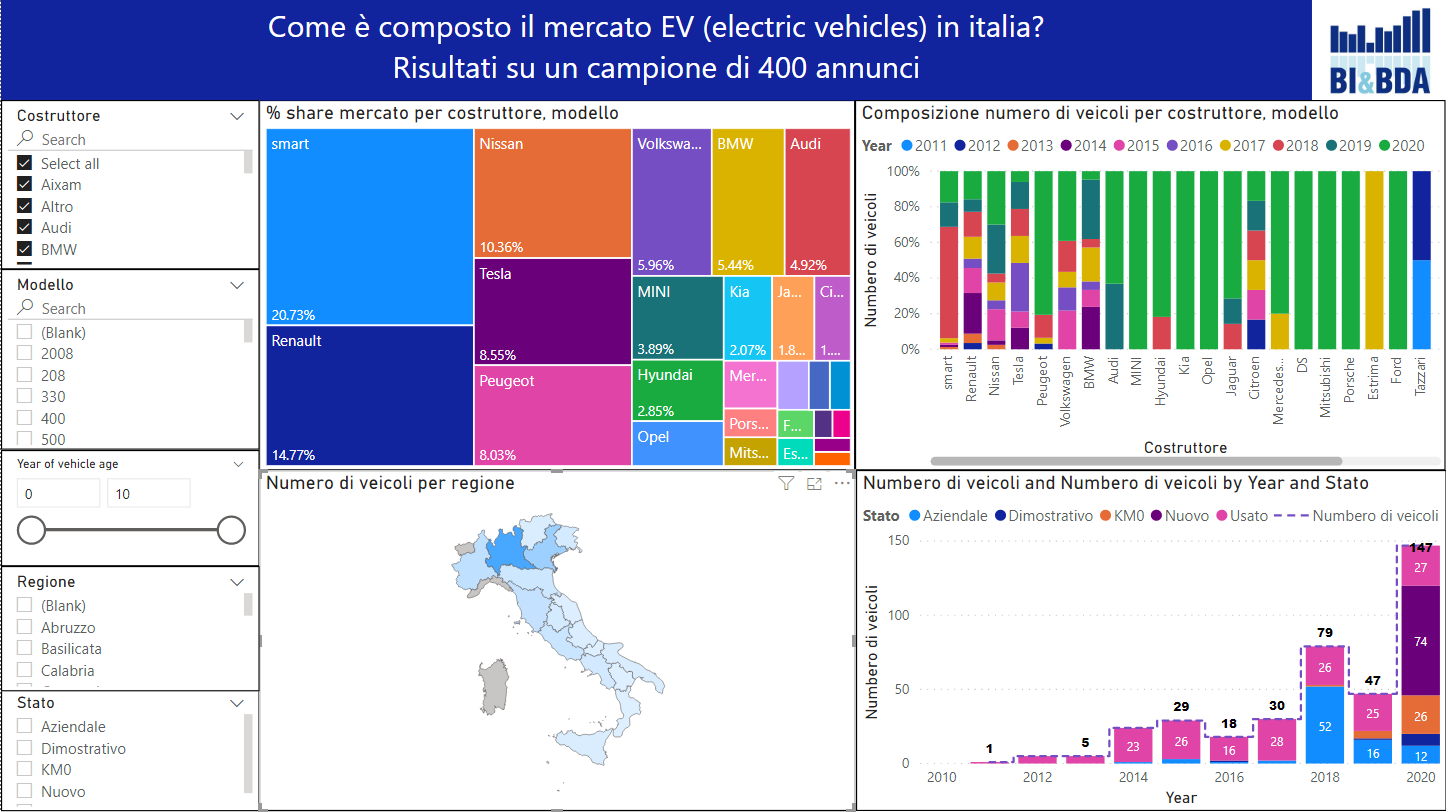 Come è composto il mercato EV (electric vehicles) in italia?
Risultati su un campione di 400 annunci
BI&BDA
Costruttore
Search
Select all
Aixam
Altro
Audi
BMW
Modello
Search
(Blank)
2008
208
330
400
500
Year of vehicle age
0 10
Regione
(Blank)
Abruzzo
Basilicata
Calabria
Stato
Aziendale
Dimostrativo
KM0
Nuovo
% share mercato per costruttore, modello
smart
20.73%
Renault
14.77%
Nissan
10.36%
Tesla
8.55%
Peugeot
8.03%
Volkswa...
5.96%
BMW
5.44%
Audi
4.92%
MINI
3.89%
Kia
2.07%
Ja...
1.8...
Ci...
1....
Hyundai
2.85%
Opel
Mer...
Pors...
Mits...
F...
Es...
Composizione numero di veicoli per costruttore, modello
Year 2011 2012 2013 2014 2015 2016 2017 2018 2019 2020
Numbero di veicoli
100%
80%
60%
40%
20%
0%
smart Renault Nissan Tesla Peugeot Volkswagen BMW Audi MINI Hyundai Kia Opel Jaguar Citroen Mercedes... DS Mitsubishi Porsche Estrima Ford Tazzari
Costruttore
Numero di veicoli per regione
Numbero di veicoli and Numbero di veicoli by Year and Stato
Stato Aziendale Dimostrativo KM0 Nuovo Usato Numbero di veicoli
Numbero di veicoli
150
100
50
0
1
5
23
29
26
18
16
30
28
79
26
52
47
25
16
147
27
74
26
12
2010 2012 2014 2016 2018 2020
Year